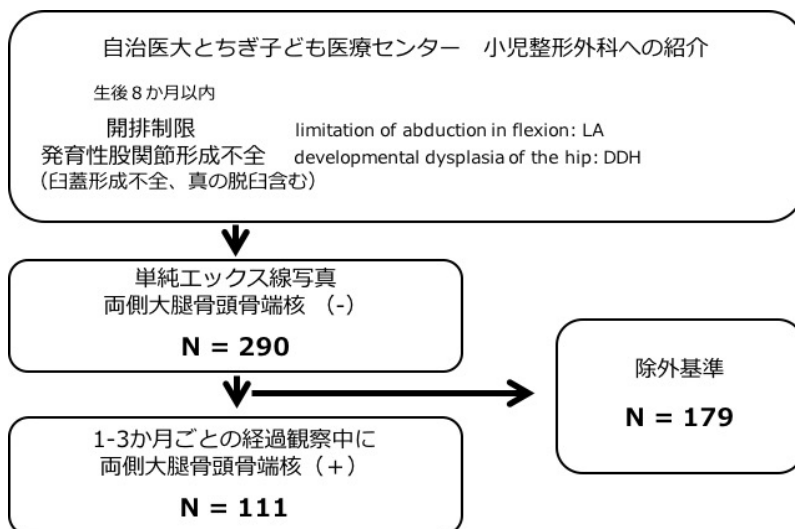 自治医大とちぎ子ども医療センター　小児整形外科への紹介
生後８か月以内
開排制限　limitation of abduction in flexion: LA
発育性股関節形成不全　developmental dysplasia of the hip: DDH
（臼蓋形成不全、真の脱臼含む）
単純エックス線写真
両側大腿骨頭骨端核 （-）
N = 290
除外基準
N = 179
1-3か月ごとの経過観察中に
両側大腿骨頭骨端核（＋）
N = 111